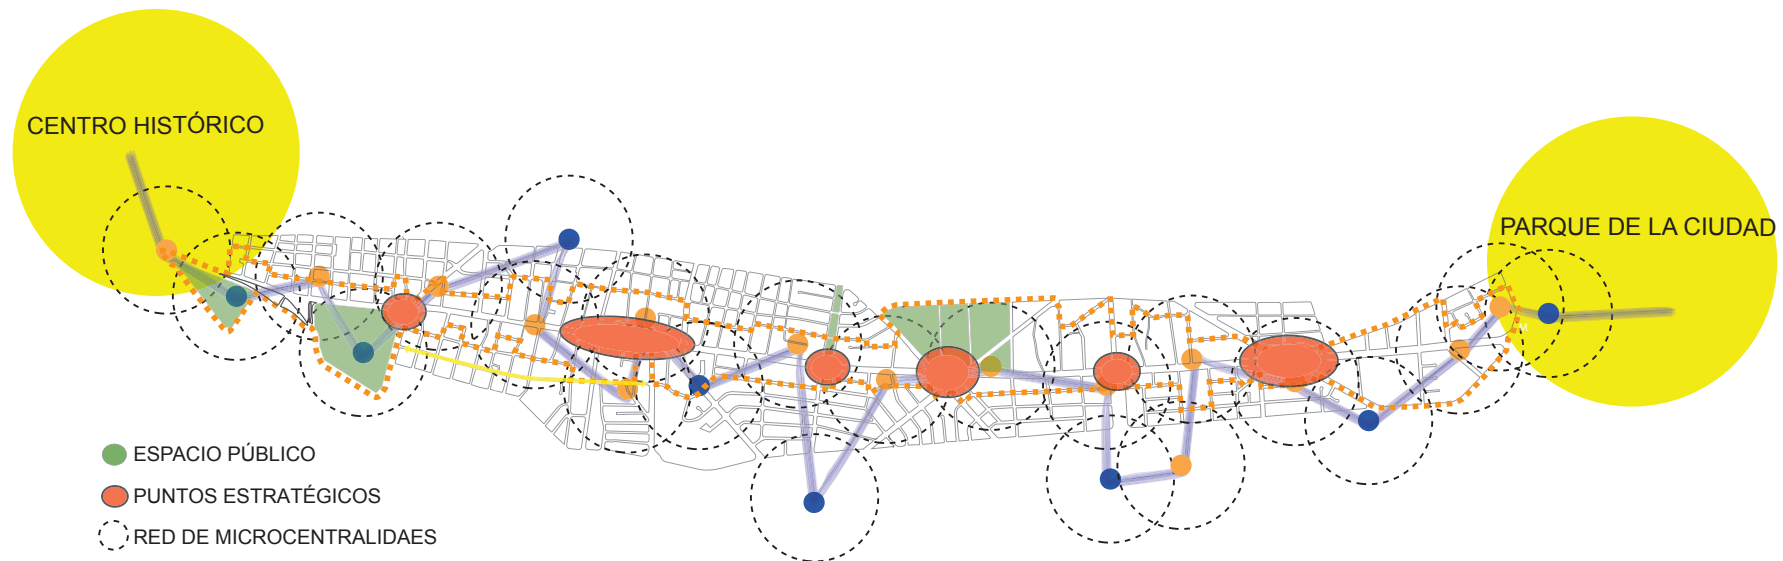 CENTRO HISTÓRICO
PARQUE DE LA CIUDAD
ESPACIO PÚBLICO
PUNTOS ESTRATÉGICOS
RED DE MICROCENTRALIDAES